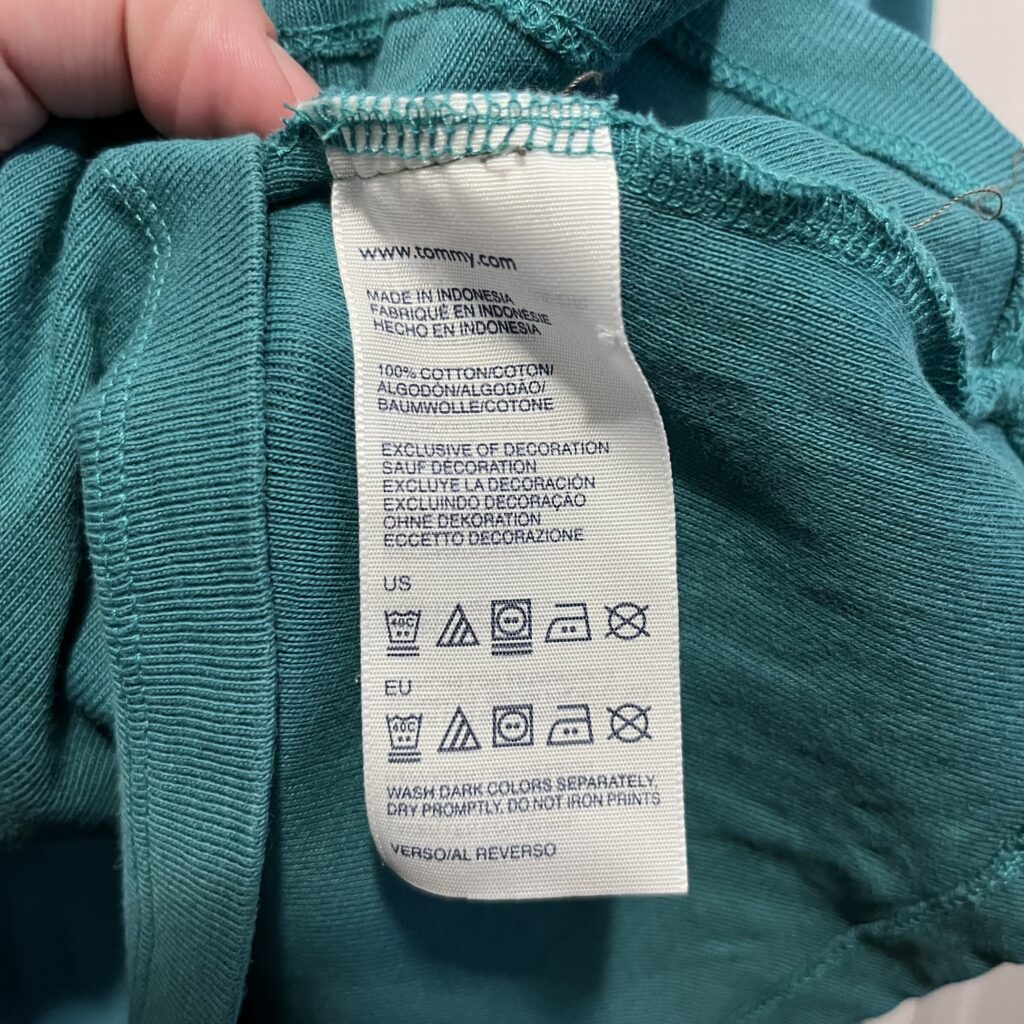 www.tommy.com
MADE IN INDONESIA
FABRIQUÉ EN INDONÉSIE
HECHO EN INDONESIA
100% COTTON/COTON/
ALGODÓN/ALGODÃO/
BAUMWOLLE/COTONE
EXCLUSIVE OF DECORATION
SAUF DÉCORATION
EXCLUYE LA DECORACIÓN
EXCLUINDO DECORAÇÃO
OHNE DEKORATION
ECCETTO DECORAZIONE
US
40C
EU
40C
WASH DARK COLORS SEPARATELY,
DRY PROMPTLY, DO NOT IRON PRINTS
VERSO/AL REVERSO